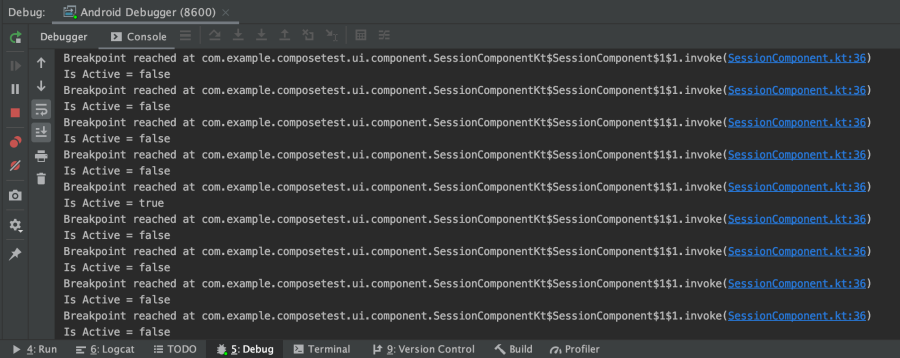 Debug: Android Debugger (8600)
Debugger Console
Breakpoint reached at com.example.composetest.ui.component.SessionComponentKt$SessionComponent$1$1.invoke(SessionComponent.kt:36)
Is Active = false
Breakpoint reached at com.example.composetest.ui.component.SessionComponentKt$SessionComponent$1$1.invoke(SessionComponent.kt:36)
Is Active = false
Breakpoint reached at com.example.composetest.ui.component.SessionComponentKt$SessionComponent$1$1.invoke(SessionComponent.kt:36)
Is Active = false
Breakpoint reached at com.example.composetest.ui.component.SessionComponentKt$SessionComponent$1$1.invoke(SessionComponent.kt:36)
Is Active = false
Breakpoint reached at com.example.composetest.ui.component.SessionComponentKt$SessionComponent$1$1.invoke(SessionComponent.kt:36)
Is Active = true
Breakpoint reached at com.example.composetest.ui.component.SessionComponentKt$SessionComponent$1$1.invoke(SessionComponent.kt:36)
Is Active = false
Breakpoint reached at com.example.composetest.ui.component.SessionComponentKt$SessionComponent$1$1.invoke(SessionComponent.kt:36)
Is Active = false
Breakpoint reached at com.example.composetest.ui.component.SessionComponentKt$SessionComponent$1$1.invoke(SessionComponent.kt:36)
Is Active = false
Breakpoint reached at com.example.composetest.ui.component.SessionComponentKt$SessionComponent$1$1.invoke(SessionComponent.kt:36)
Is Active = false
4: Run 6: Logcat TODO 5: Debug Terminal 9: Version Control Build Profiler